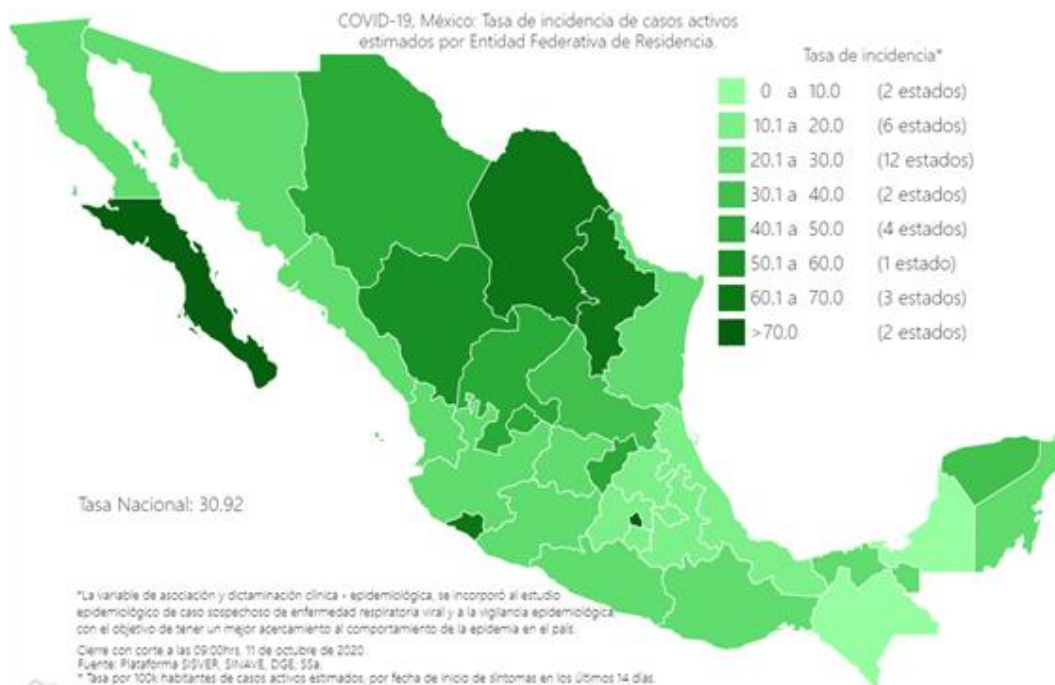 COVID-19, México: Tasa de incidencia de casos activos
estimados por Entidad Federativa de Residencia.
Tasa de incidencia*
0 a 10.0 (2 estados)
10.1 a 20.0 (6 estados)
20.1 a 30.0 (12 estados)
30.1 a 40.0 (2 estados)
40.1 a 50.0 (4 estados)
50.1 a 60.0 (1 estado)
60.1 a 70.0 (3 estados)
>70.0 (2 estados)
Tasa Nacional: 30.92
*La variable de asociación y dictaminación clínica - epidemiológica, se incorporó al estudio
epidemiológico de caso sospechoso de enfermedad respiratoria viral y a la vigilancia epidemiológica,
con el objetivo de tener un mejor acercamiento al comportamiento de la epidemia en el país.
Cierre con corte a las 09:00hrs, 11 de octubre de 2020
Fuente: Plataforma SISVER, SINAVE, DGE, SSa.
* Tasa por 100k habitantes de casos activos estimados, por fecha de inicio de síntomas en los últimos 14 días.